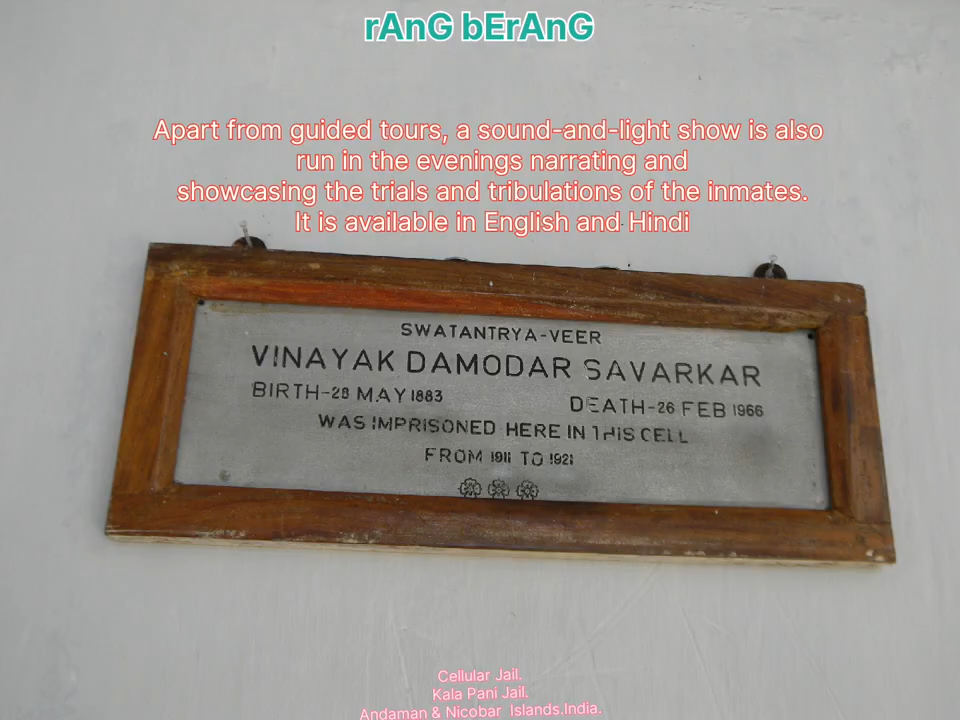 rAnG bErAnG
Apart from guided tours, a sound-and-light show is also
run in the evenings narrating and
showcasing the trials and tribulations of the inmates.
It is available in English and Hindi
SWATANTRYA-VEER
VINAYAK DAMODAR SAVARKAR
BIRTH-28 MAY 1883
DEATH-26 FEB 1966
WAS IMPRISONED HERE IN THIS CELL
FROM 1911 TO 1921
Cellular Jail.
Kala Pani Jail.
Andaman & Nicobar Islands.India.